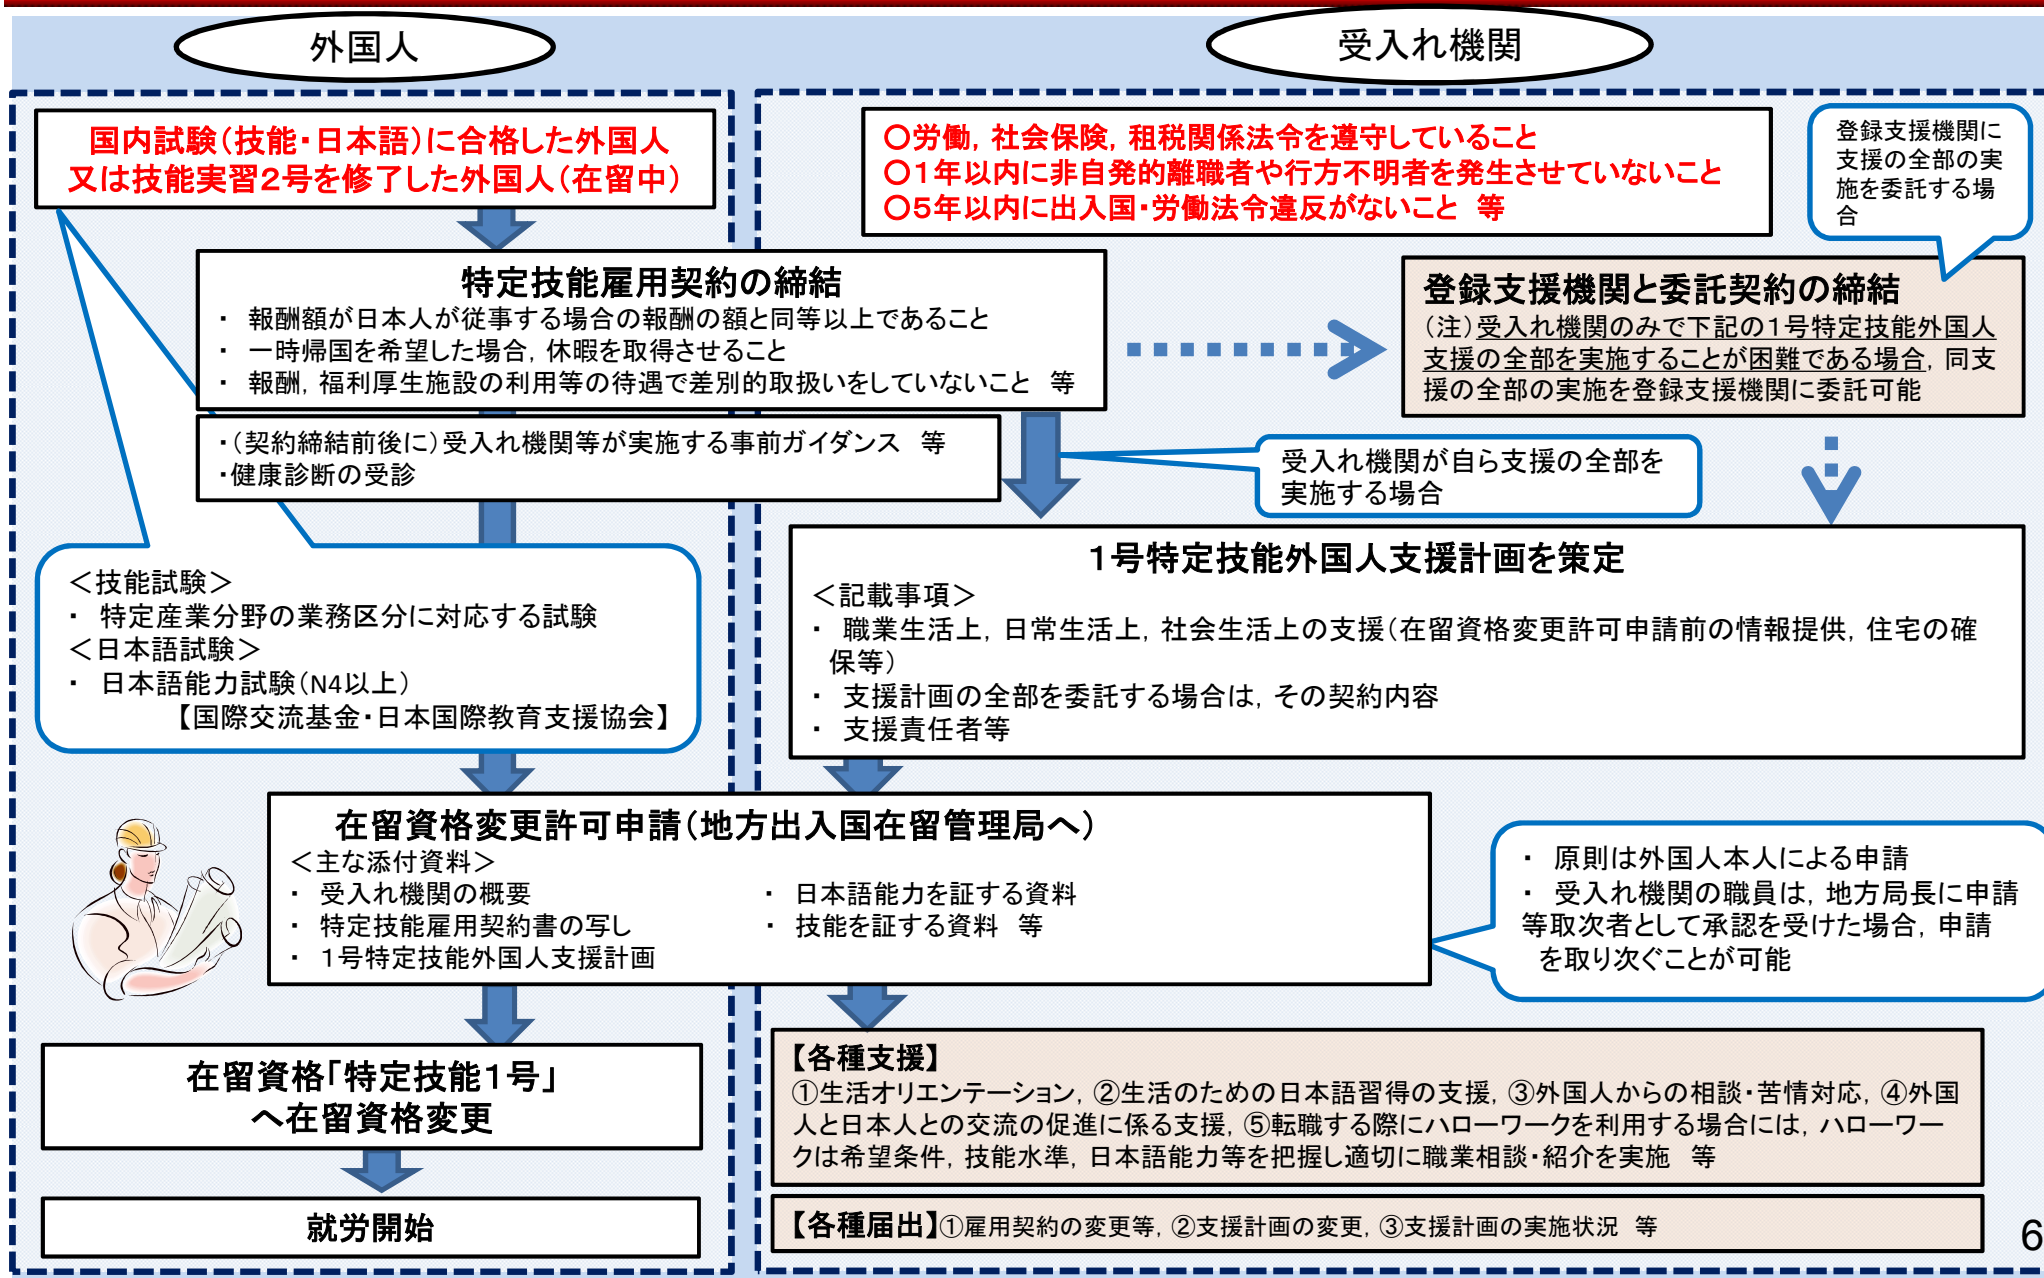 外国人
受入れ機関
国内試験(技能・日本語)に合格した外国人
又は技能実習2号を修了した外国人(在留中)
○労働，社会保険，租税関係法令を遵守していること
○1年以内に非自発的離職者や行方不明者を発生させていないこと
○5年以内に出入国・労働法令違反がないこと　等
登録支援機関に
支援の全部の実
施を委託する場
合
特定技能雇用契約の締結
・ 報酬額が日本人が従事する場合の報酬の額と同等以上であること
・ 一時帰国を希望した場合，休暇を取得させること
・ 報酬，福利厚生施設の利用等の待遇で差別的取扱いをしていないこと　等
登録支援機関と委託契約の締結
(注)受入れ機関のみで下記の1号特定技能外国人
支援の全部を実施することが困難である場合，同支
援の全部の実施を登録支援機関に委託可能
・(契約締結前後に)受入れ機関等が実施する事前ガイダンス　等
・健康診断の受診
受入れ機関が自ら支援の全部を
実施する場合
＜技能試験＞
・ 特定産業分野の業務区分に対応する試験
＜日本語試験＞
・ 日本語能力試験(N4以上)
【国際交流基金・日本国際教育支援協会】
1号特定技能外国人支援計画を策定
＜記載事項＞
・ 職業生活上，日常生活上，社会生活上の支援(在留資格変更許可申請前の情報提供，住宅の確
保等)
・ 支援計画の全部を委託する場合は，その契約内容
・ 支援責任者等
在留資格変更許可申請(地方出入国在留管理局へ)
＜主な添付資料＞
・ 受入れ機関の概要
・ 特定技能雇用契約書の写し
・ 1号特定技能外国人支援計画
・ 日本語能力を証する資料
・ 技能を証する資料　等
・ 原則は外国人本人による申請
・ 受入れ機関の職員は，地方局長に申請
等取次者として承認を受けた場合，申請
を取り次ぐことが可能
在留資格「特定技能1号」
へ在留資格変更
就労開始
【各種支援】
①生活オリエンテーション，②生活のための日本語習得の支援，③外国人からの相談・苦情対応，④外国
人と日本人との交流の促進に係る支援，⑤転職する際にハローワークを利用する場合には，ハローワー
クは希望条件，技能水準，日本語能力等を把握し適切に職業相談・紹介を実施　等
【各種届出】①雇用契約の変更等，②支援計画の変更，③支援計画の実施状況　等
6